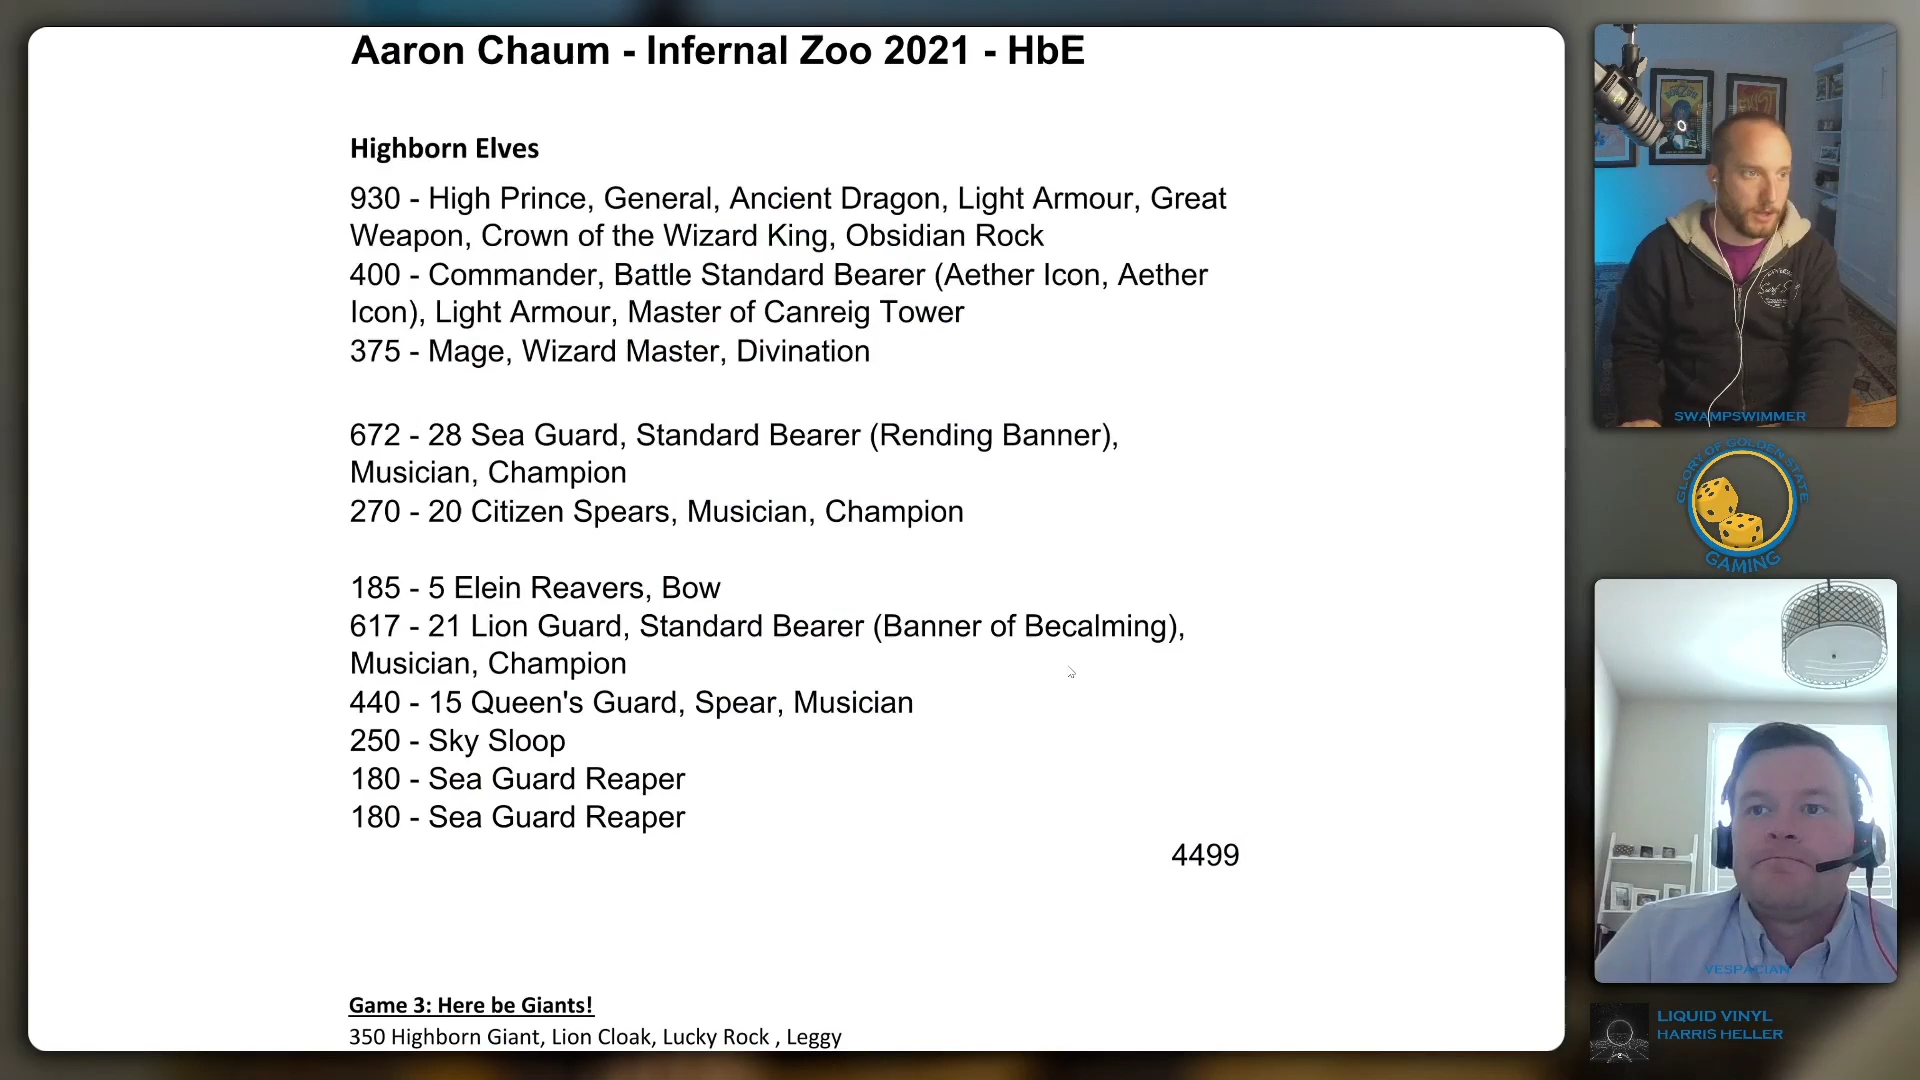 Aaron Chaum - Infernal Zoo 2021 - HbE
Highborn Elves
930 - High Prince, General, Ancient Dragon, Light Armour, Great
Weapon, Crown of the Wizard King, Obsidian Rock
400 - Commander, Battle Standard Bearer (Aether Icon, Aether
Icon), Light Armour, Master of Canreig Tower
375 - Mage, Wizard Master, Divination
672 - 28 Sea Guard, Standard Bearer (Rending Banner),
Musician, Champion
270 - 20 Citizen Spears, Musician, Champion
185 - 5 Elein Reavers, Bow
617 - 21 Lion Guard, Standard Bearer (Banner of Becalming),
Musician, Champion
440 - 15 Queen's Guard, Spear, Musician
250 - Sky Sloop
180 - Sea Guard Reaper
180 - Sea Guard Reaper
4499
Game 3: Here be Giants!
350 Highborn Giant, Lion Cloak, Lucky Rock , Leggy
SWAMPSWIMMER
GLORY OF GOLDEN STATE
GAMING
VESPACIAN
LIQUID VINYL
HARRIS HELLER